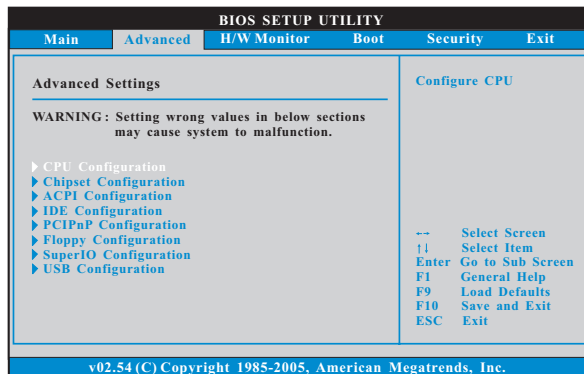 BIOS SETUP UTILITY
Main Advanced H/W Monitor Boot Security Exit
Advanced Settings
WARNING : Setting wrong values in below sections
may cause system to malfunction.
CPU Configuration
Chipset Configuration
ACPI Configuration
IDE Configuration
PCIPnP Configuration
Floppy Configuration
SuperIO Configuration
USB Configuration
Configure CPU
←→ Select Screen
↑↓ Select Item
Enter Go to Sub Screen
F1 General Help
F9 Load Defaults
F10 Save and Exit
ESC Exit
v02.54 (C) Copyright 1985-2005, American Megatrends, Inc.